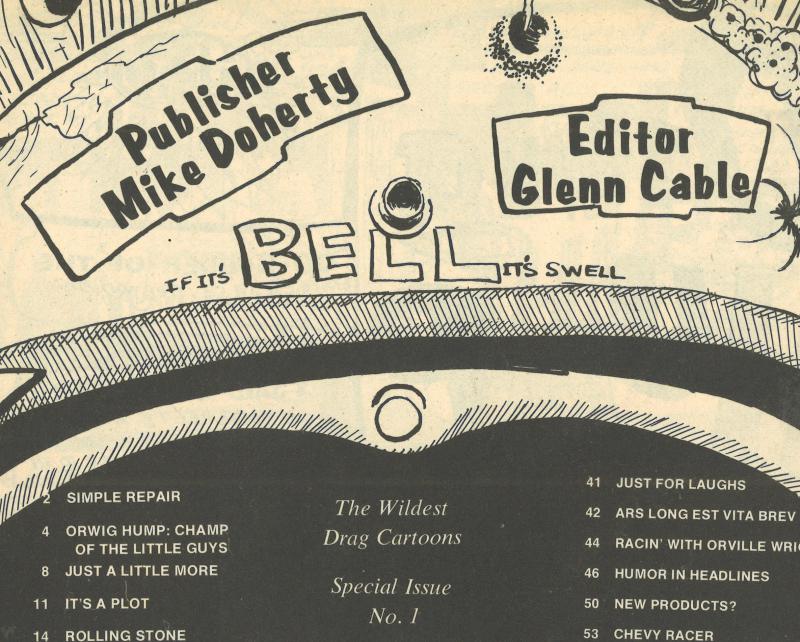 Publisher
Mike Doherty
Editor
Glenn Cable
IF IT'S BELL IT'S SWELL
2 SIMPLE REPAIR
4 ORWIG HUMP: CHAMP
OF THE LITTLE GUYS
8 JUST A LITTLE MORE
11 IT'S A PLOT
14 ROLLING STONE
The Wildest
Drag Cartoons
Special Issue
No. 1
41 JUST FOR LAUGHS
42 ARS LONG EST VITA BREV
44 RACIN' WITH ORVILLE
46 HUMOR IN HEADLINES
50 NEW PRODUCTS?
53 CHEVY RACER